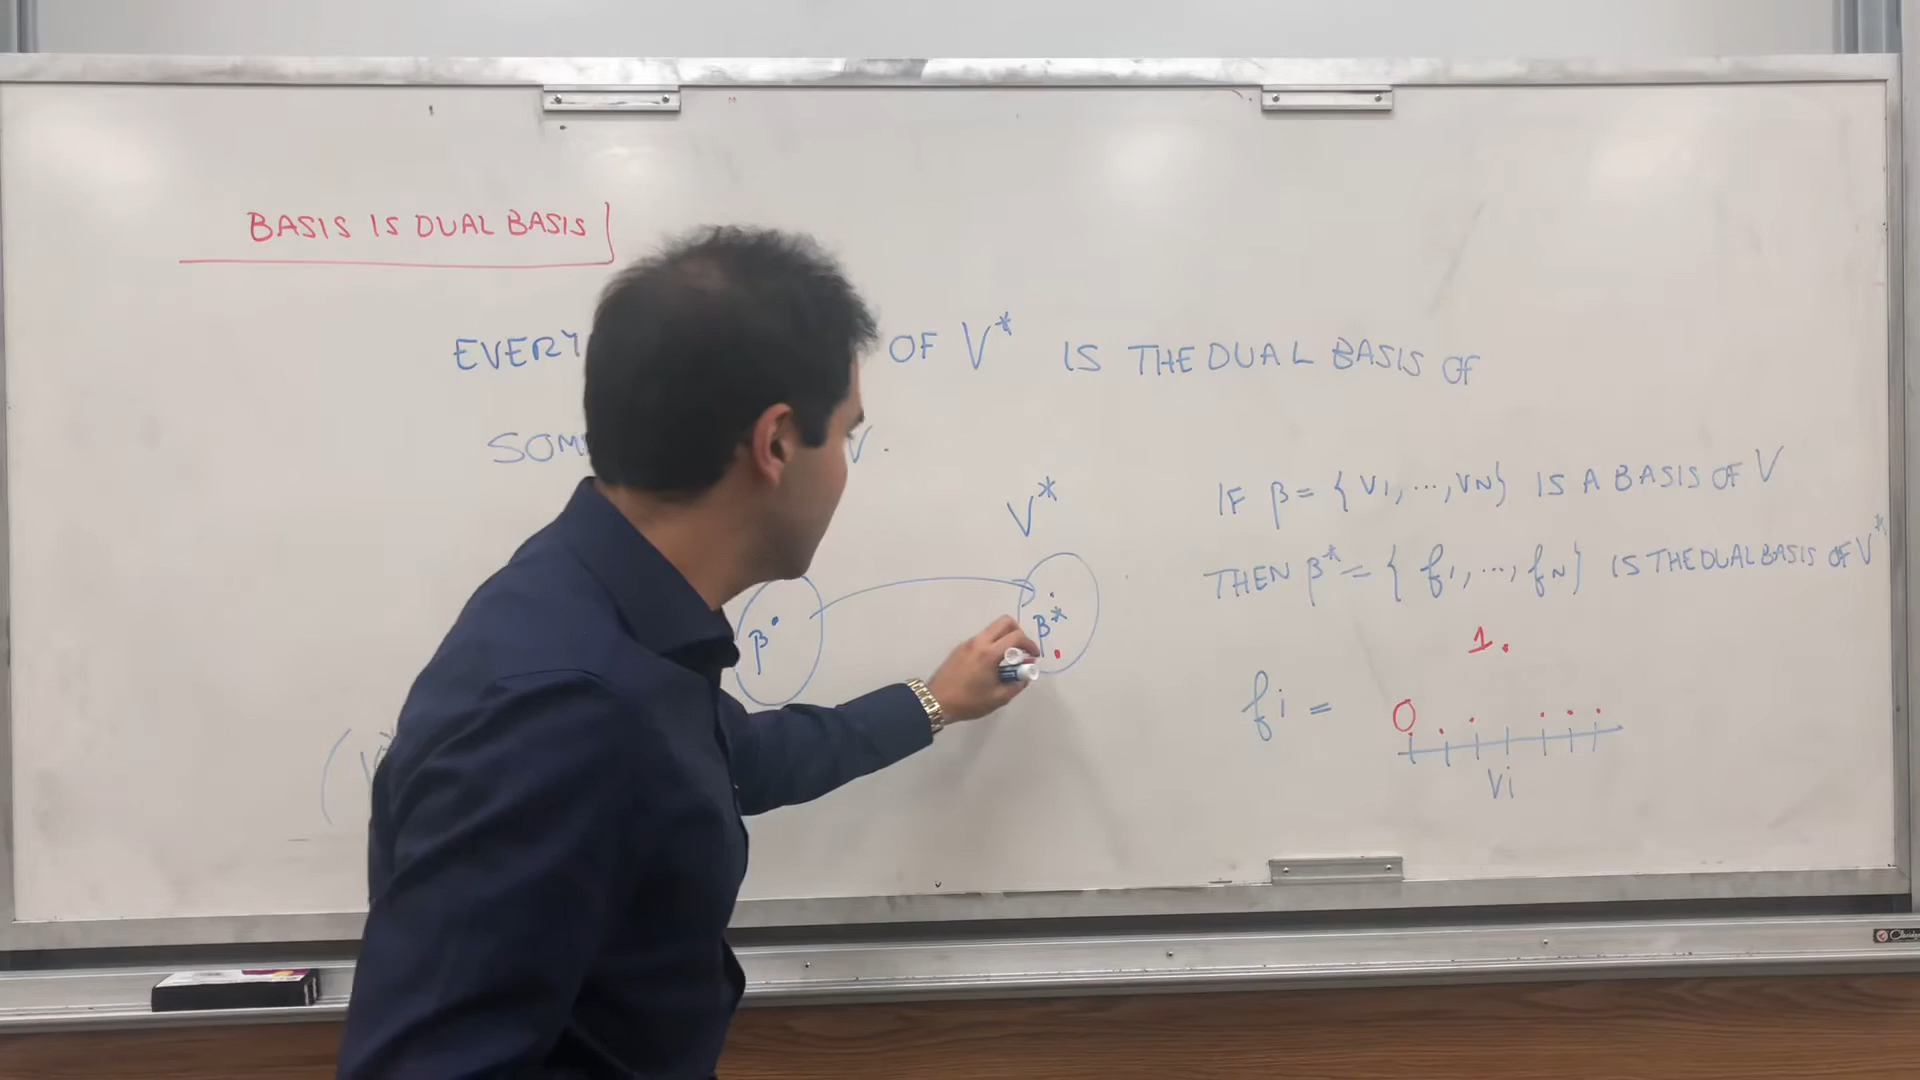 BASIS IS DUAL BASIS
EVERY OF V* IS THE DUAL BASIS OF
V.
V*
IF β = { V1, ..., VN} IS A BASIS OF V
THEN β* = { f1, ..., fN} IS THE DUAL BASIS OF V*
β
β*
1
fi =
0
Vi